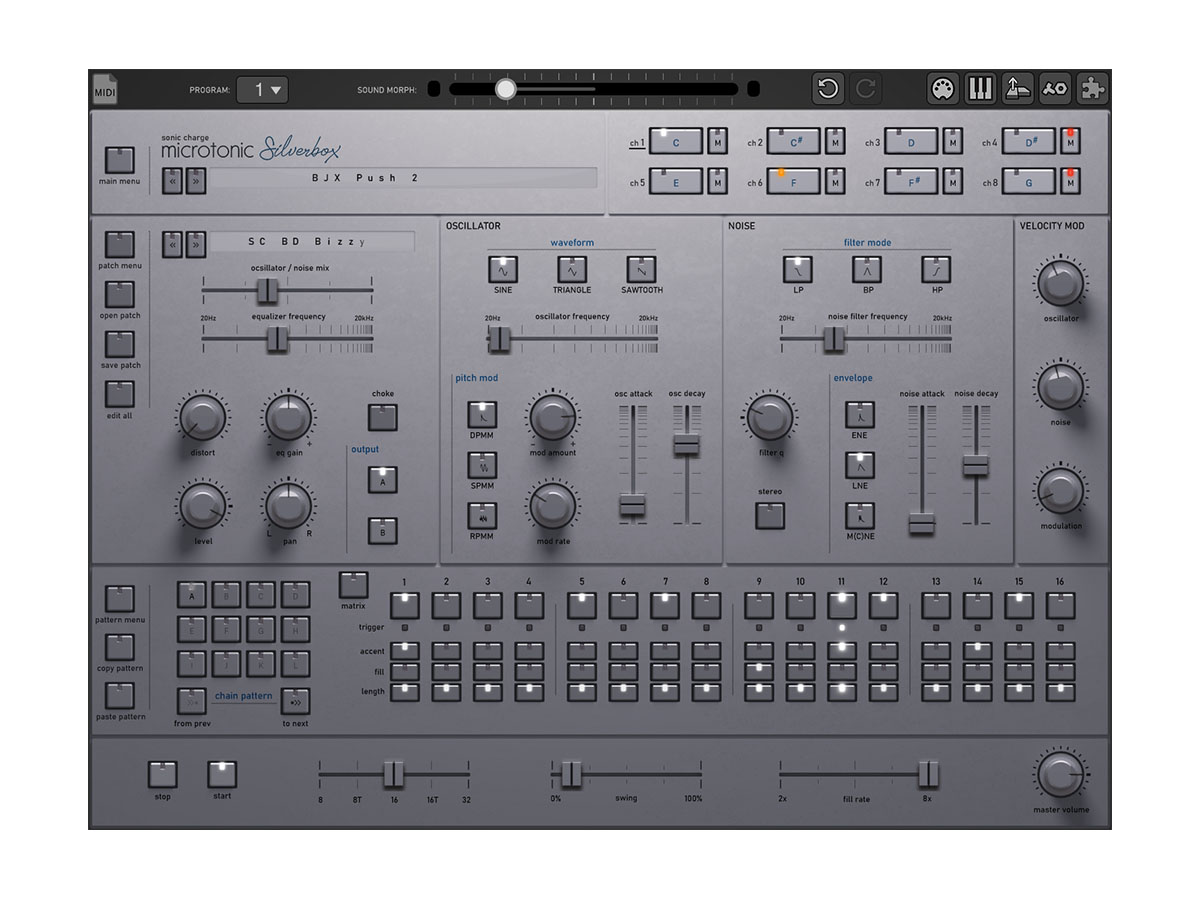 MIDI
PROGRAM: 1
SOUND MORPH:
sonic charge
microtonic Silverbox
main menu
« »
BJX Push 2
ch 1 C M
ch 2 C# M
ch 3 D M
ch 4 D# M
ch 5 E M
ch 6 F M
ch 7 F# M
ch 8 G M
patch menu
open patch
save patch
edit all
« »
SC BD Bizzy
ocsillator / noise mix
20Hz equalizer frequency 20kHz
distort
- eq gain +
choke
output
A
B
level
L pan R
OSCILLATOR
waveform
SINE TRIANGLE SAWTOOTH
20Hz oscillator frequency 20kHz
pitch mod
DPMM
SPMM
RPMM
- mod amount +
mod rate
osc attack osc decay
NOISE
filter mode
LP BP HP
20Hz noise filter frequency 20kHz
filter q
stereo
envelope
ENE
LNE
M(C)NE
noise attack noise decay
VELOCITY MOD
oscillator
noise
modulation
pattern menu
copy pattern
paste pattern
A B C D
E F G H
I J K L
chain pattern
from prev
to next
matrix
1 2 3 4 5 6 7 8 9 10 11 12 13 14 15 16
trigger
accent
fill
length
stop start
8 8T 16 16T 32
0% swing 100%
2x fill rate 8x
master volume